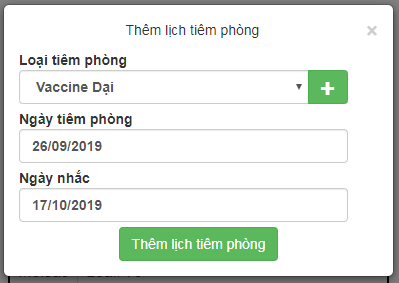 Thêm lịch tiêm phòng ×
Loại tiêm phòng
Vaccine Dại
Ngày tiêm phòng
26/09/2019
Ngày nhắc
17/10/2019
Thêm lịch tiêm phòng